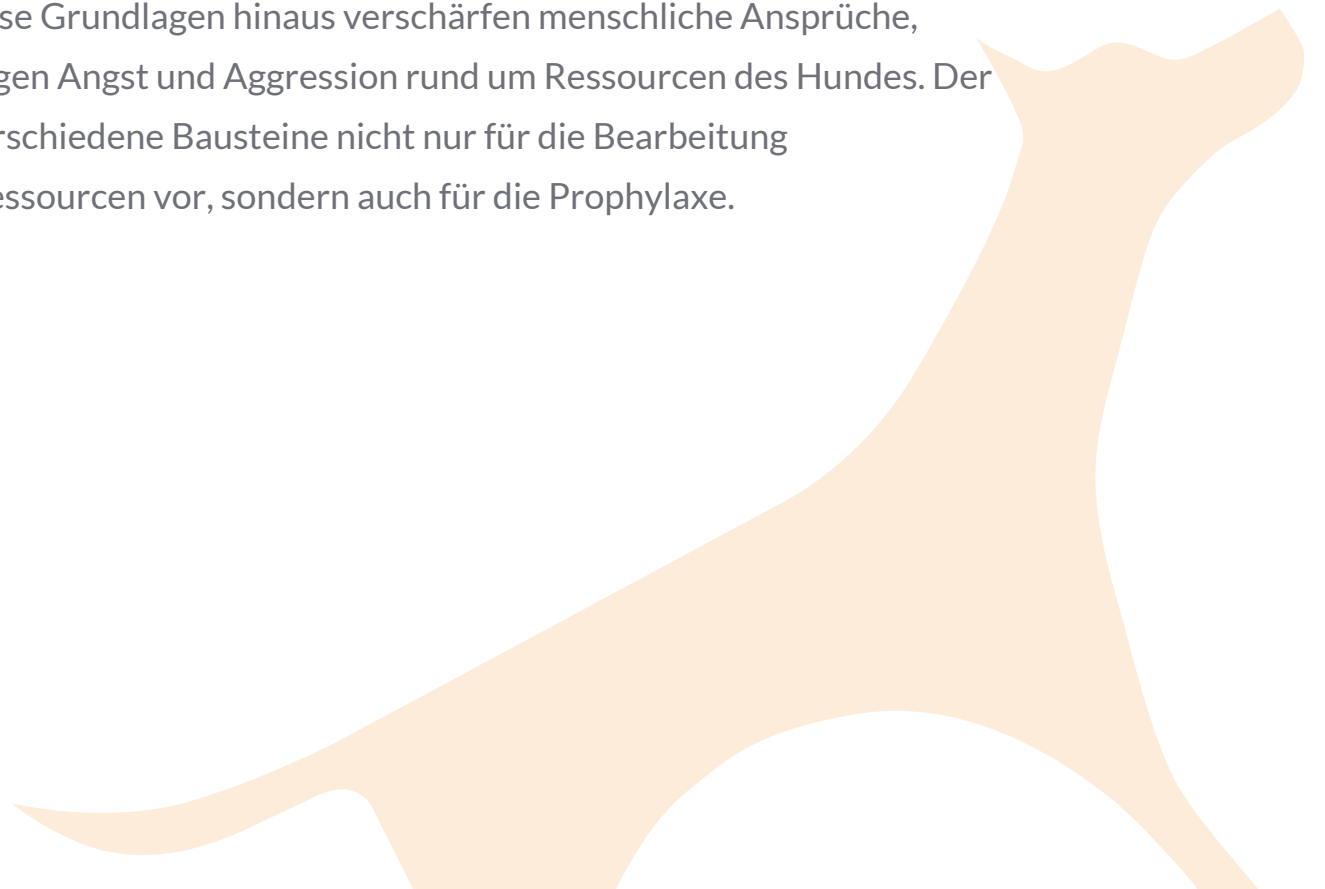 se Grundlagen hinaus verschärfen menschliche Ansprüche,
gen Angst und Aggression rund um Ressourcen des Hundes. Der
rschiedene Bausteine nicht nur für die Bearbeitung
essourcen vor, sondern auch für die Prophylaxe.